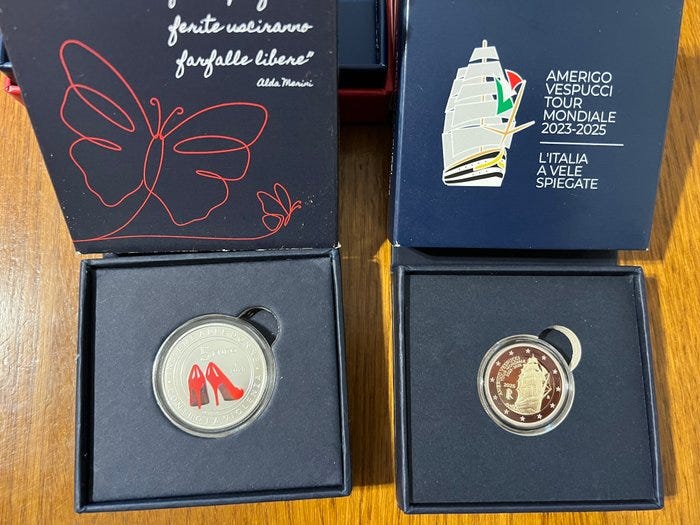 ferite usciranno
farfalle libere"
Alda Merini
AMERIGO
VESPUCCI
TOUR
MONDIALE
2023-2025
L'ITALIA
A VELE
SPIEGATE
5 EURO
2025